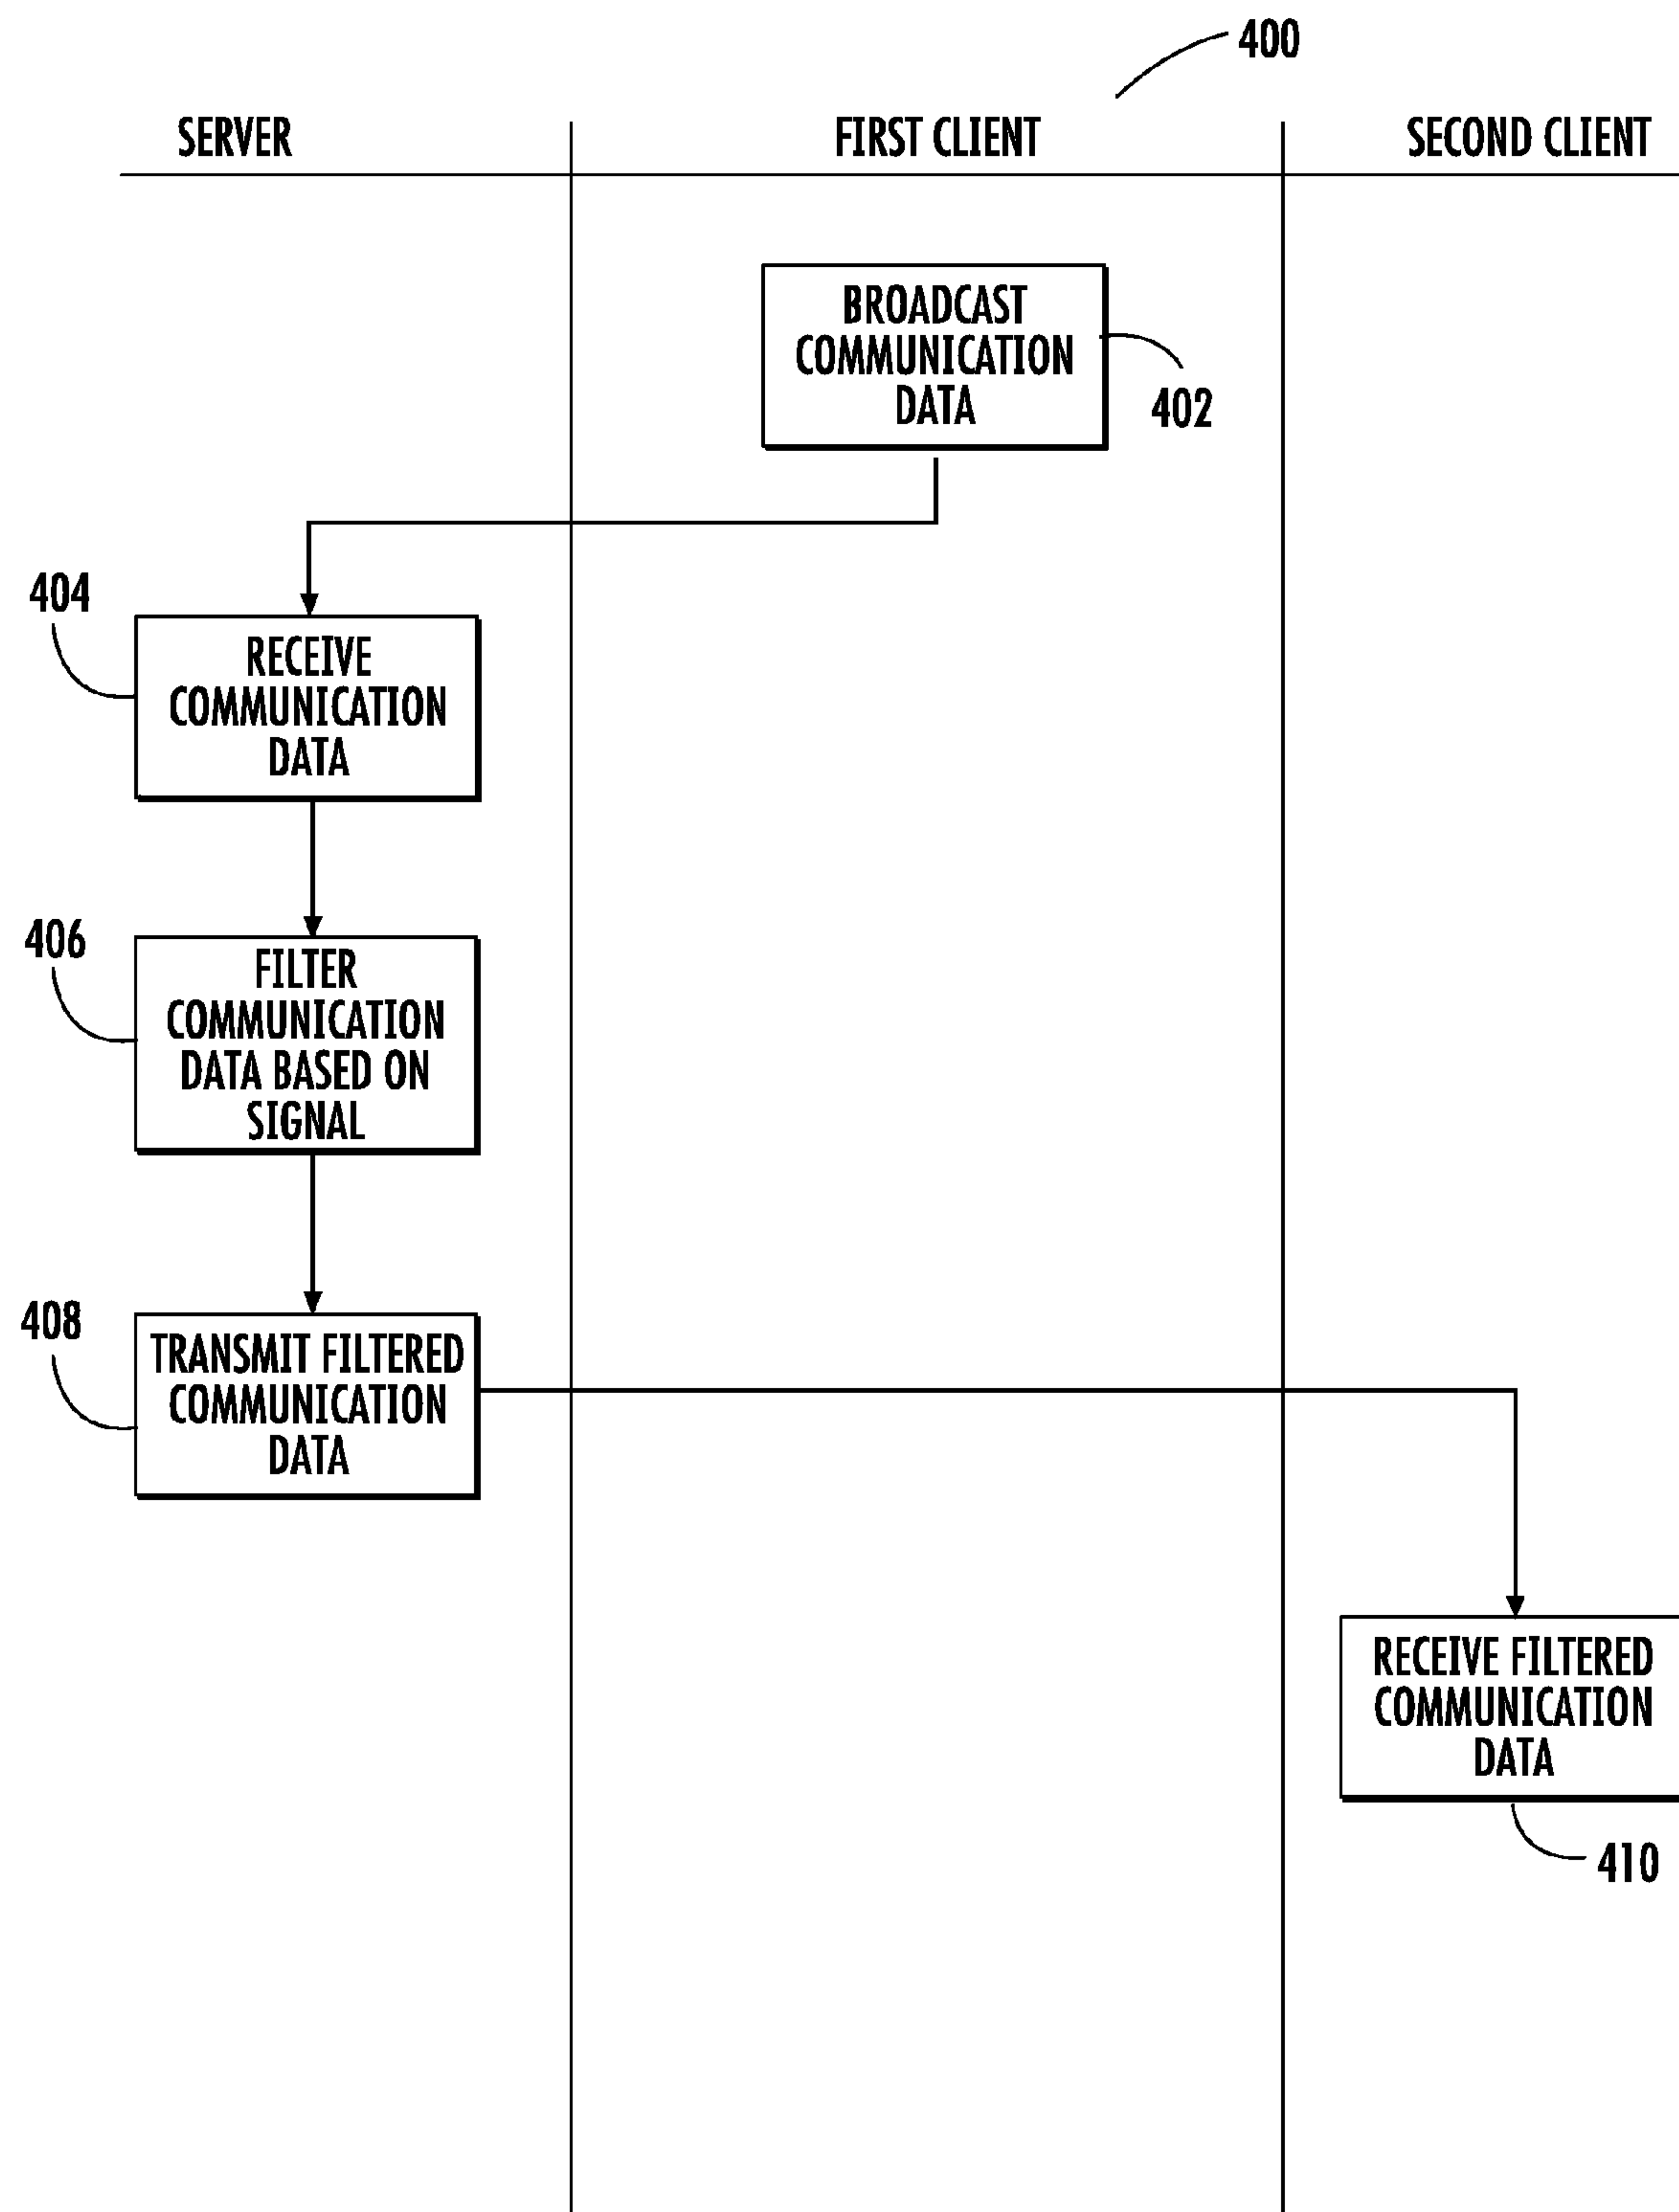 400
SERVER
FIRST CLIENT
SECOND CLIENT
BROADCAST
COMMUNICATION
DATA
402
404
RECEIVE
COMMUNICATION
DATA
406
FILTER
COMMUNICATION
DATA BASED ON
SIGNAL
408
TRANSMIT FILTERED
COMMUNICATION
DATA
RECEIVE FILTERED
COMMUNICATION
DATA
410